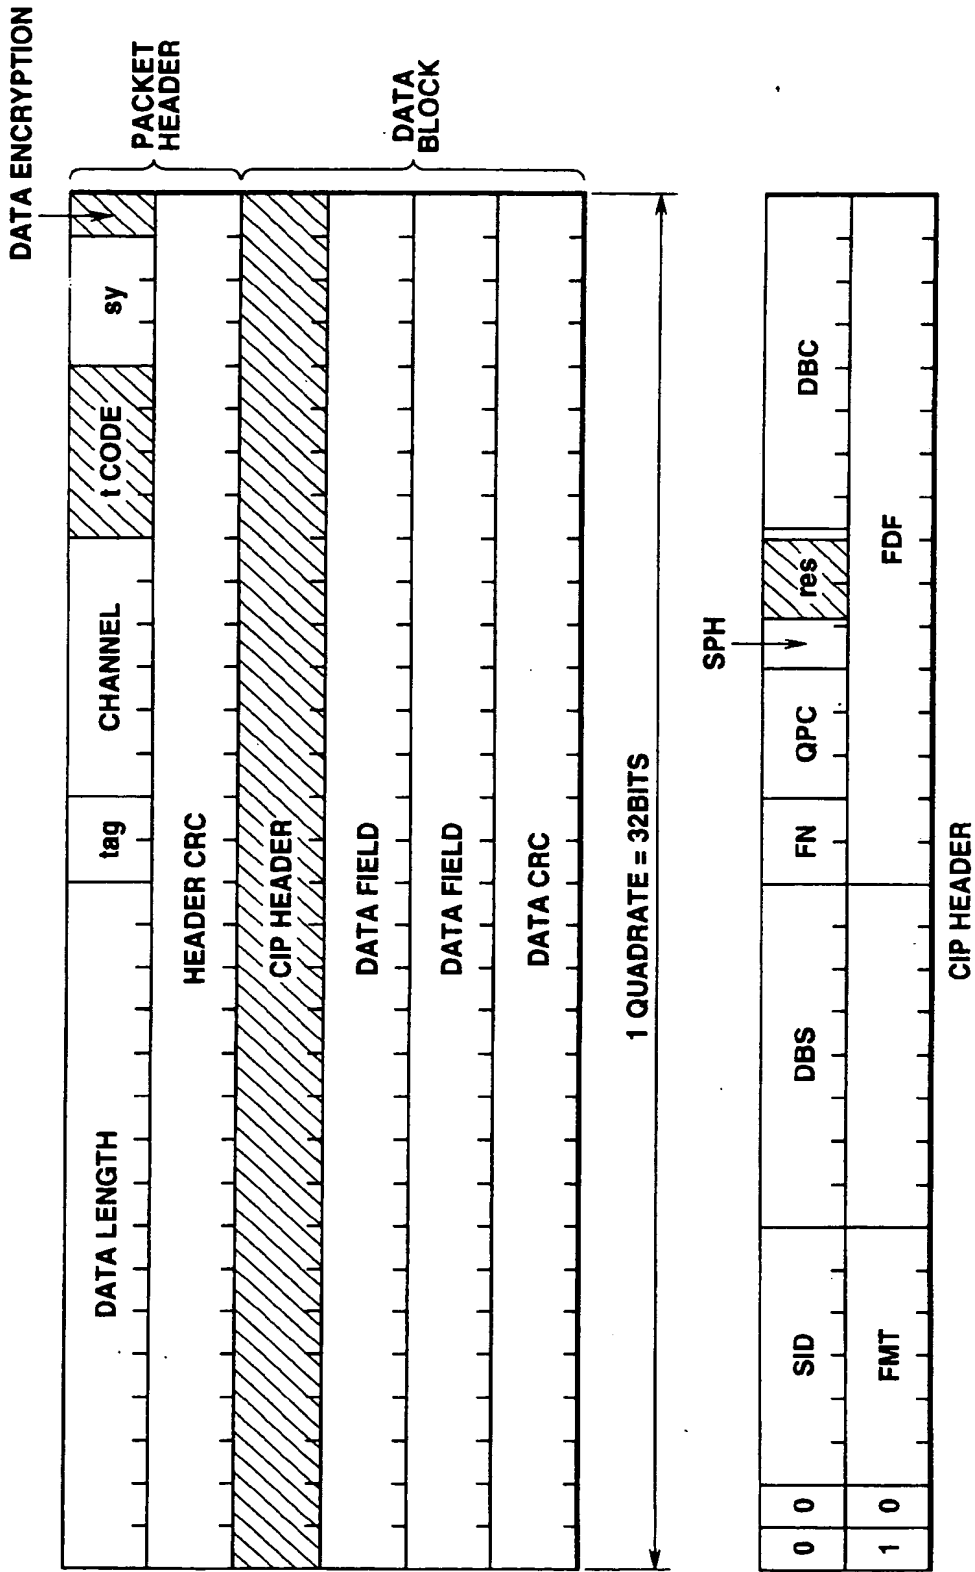 DATA ENCRYPTION
PACKET
HEADER
DATA
BLOCK
DATA LENGTH
tag
CHANNEL
t CODE
sy
HEADER CRC
CIP HEADER
DATA FIELD
DATA FIELD
DATA CRC
1 QUADRATE = 32BITS
SPH
0
0
SID
DBS
FN
QPC
res
DBC
1
0
FMT
FDF
CIP HEADER